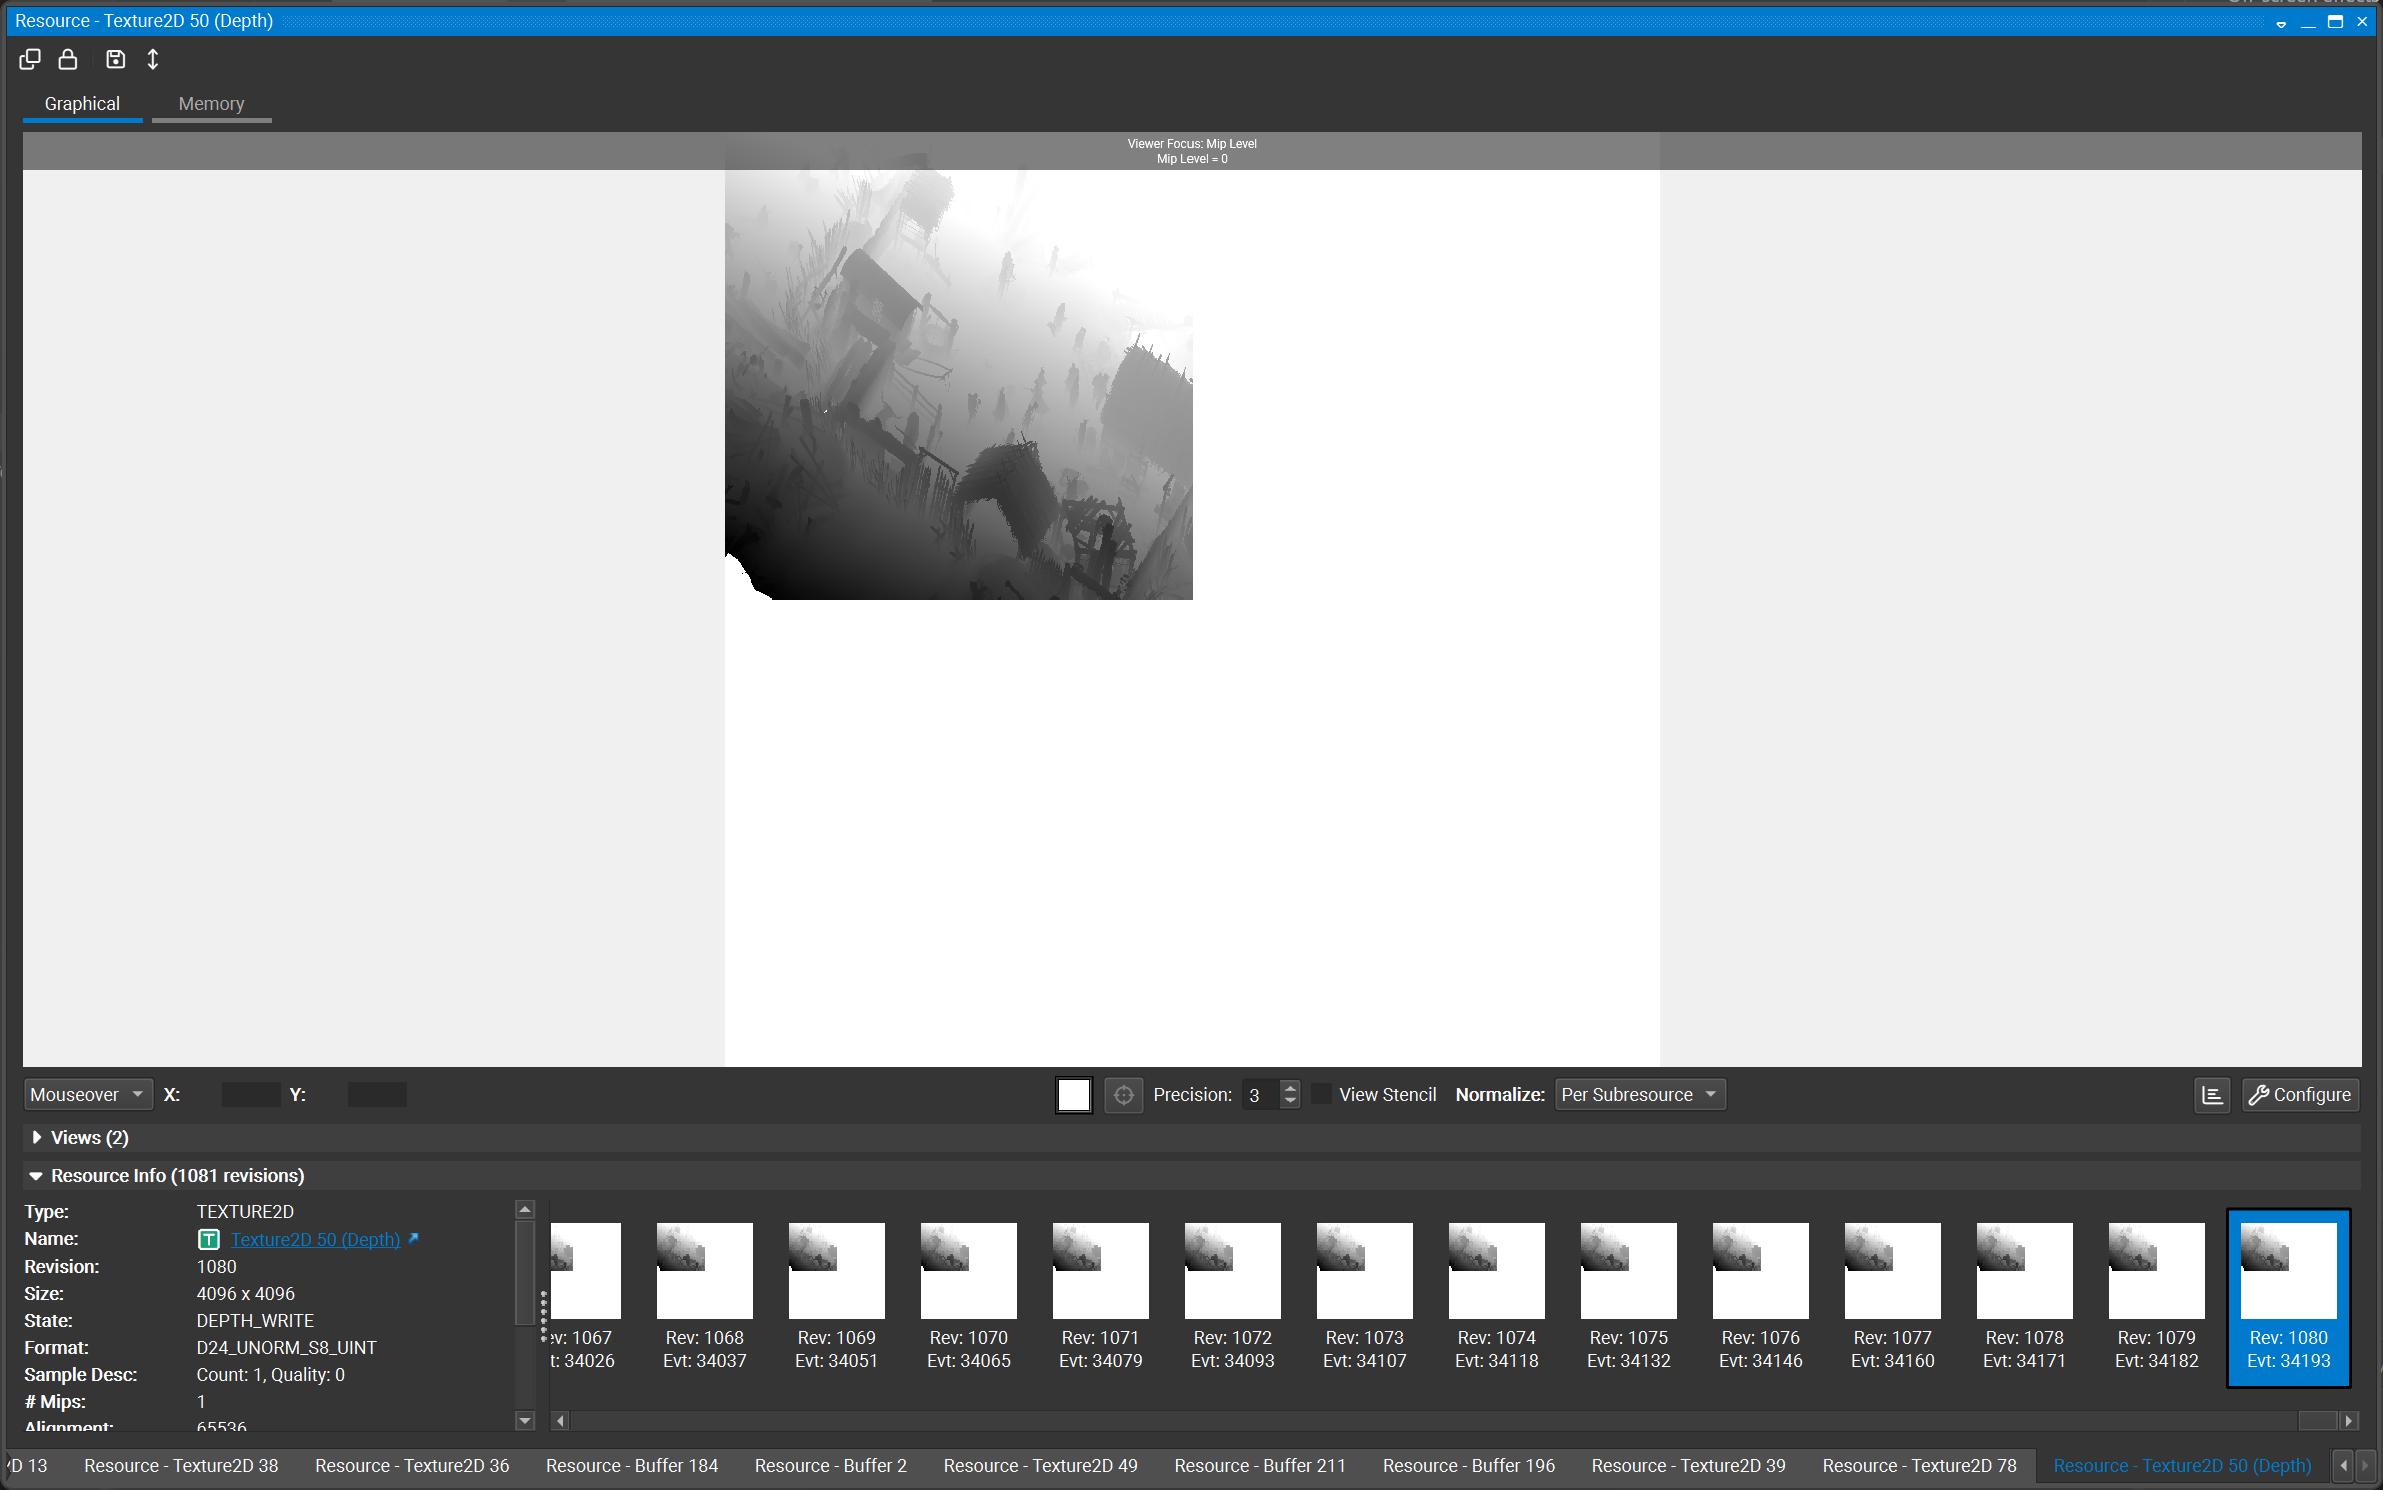 Resource - Texture2D 50 (Depth)
Graphical
Memory
Viewer Focus: Mip Level
Mip Level = 0
Mouseover
X:
Y:
Precision:
3
View Stencil
Normalize:
Per Subresource
Configure
Views (2)
Resource Info (1081 revisions)
Type: TEXTURE2D
Name: T Texture2D 50 (Depth)
Revision: 1080
Size: 4096 x 4096
State: DEPTH_WRITE
Format: D24_UNORM_S8_UINT
Sample Desc: Count: 1, Quality: 0
# Mips: 1
Alignment: 65536
v: 1067
t: 34026
Rev: 1068
Evt: 34037
Rev: 1069
Evt: 34051
Rev: 1070
Evt: 34065
Rev: 1071
Evt: 34079
Rev: 1072
Evt: 34093
Rev: 1073
Evt: 34107
Rev: 1074
Evt: 34118
Rev: 1075
Evt: 34132
Rev: 1076
Evt: 34146
Rev: 1077
Evt: 34160
Rev: 1078
Evt: 34171
Rev: 1079
Evt: 34182
Rev: 1080
Evt: 34193
D 13
Resource - Texture2D 38
Resource - Texture2D 36
Resource - Buffer 184
Resource - Buffer 2
Resource - Texture2D 49
Resource - Buffer 211
Resource - Buffer 196
Resource - Texture2D 39
Resource - Texture2D 78
Resource - Texture2D 50 (Depth)